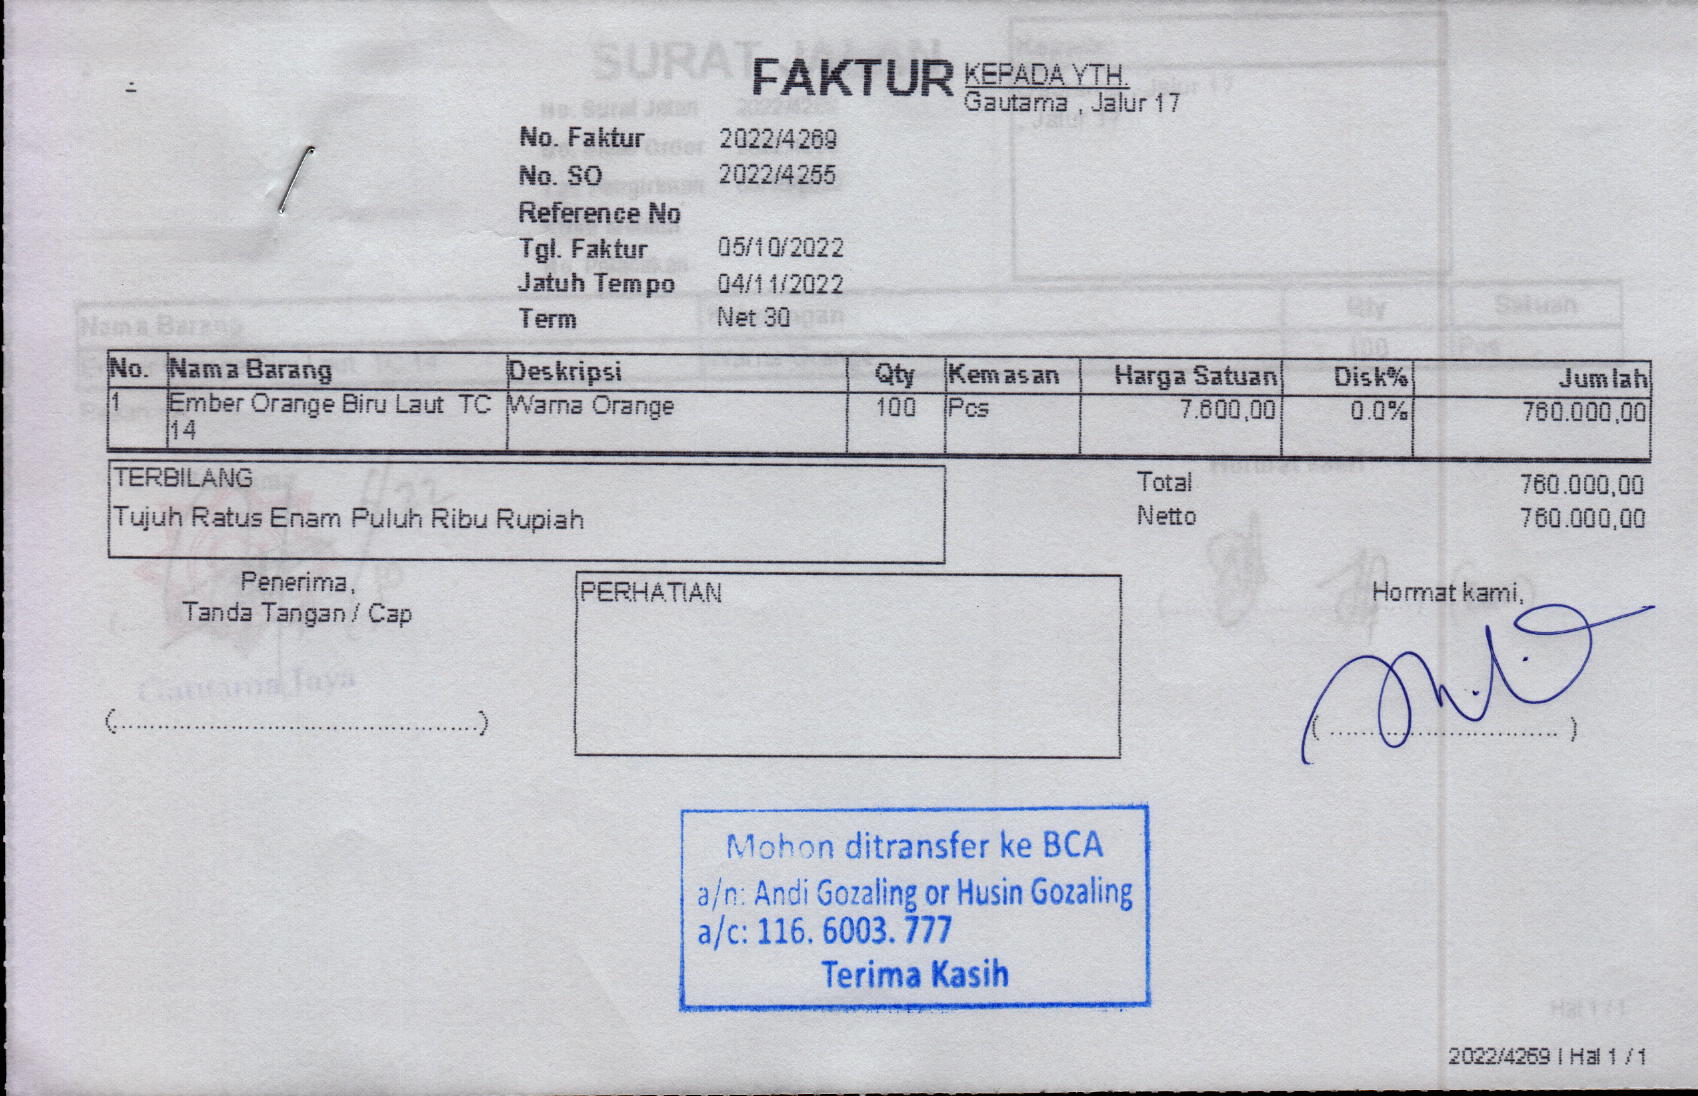 FAKTUR
KEPADA YTH.
Gautama , Jalur 17
No. Faktur 2022/4269
No. SO 2022/4255
Reference No
Tgl. Faktur 05/10/2022
Jatuh Tempo 04/11/2022
Term Net 30
No. Nama Barang Deskripsi Qty Kemasan Harga Satuan Disk% Jumlah
1 Ember Orange Biru Laut TC Warna Orange 100 Pcs 7.600,00 0.0% 760.000,00
14
TERBILANG
Tujuh Ratus Enam Puluh Ribu Rupiah
Total 760.000,00
Netto 760.000,00
Penerima,
Tanda Tangan / Cap
PERHATIAN
Hormat kami,
(................................................)
( ............................. )
Mohon ditransfer ke BCA
a/n: Andi Gozaling or Husin Gozaling
a/c: 116. 6003. 777
Terima Kasih
2022/4269 | Hal 1 / 1